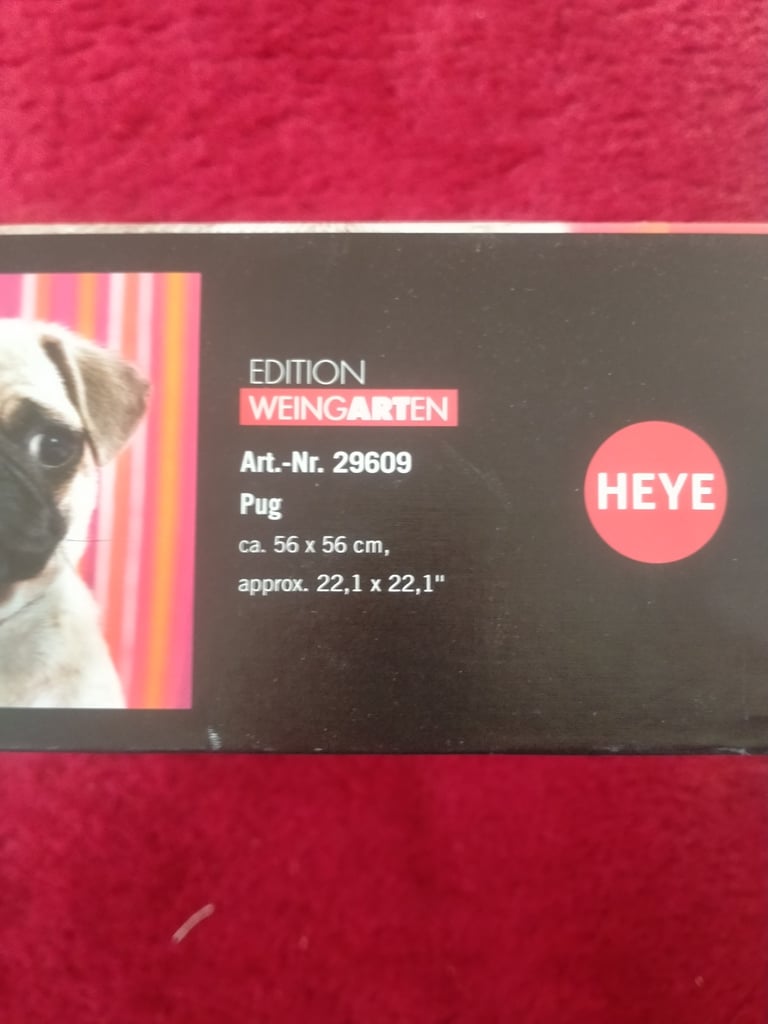 EDITION
WEINGARTEN
Art.-Nr. 29609
Pug
ca. 56 x 56 cm,
approx. 22,1 x 22,1"
HEYE